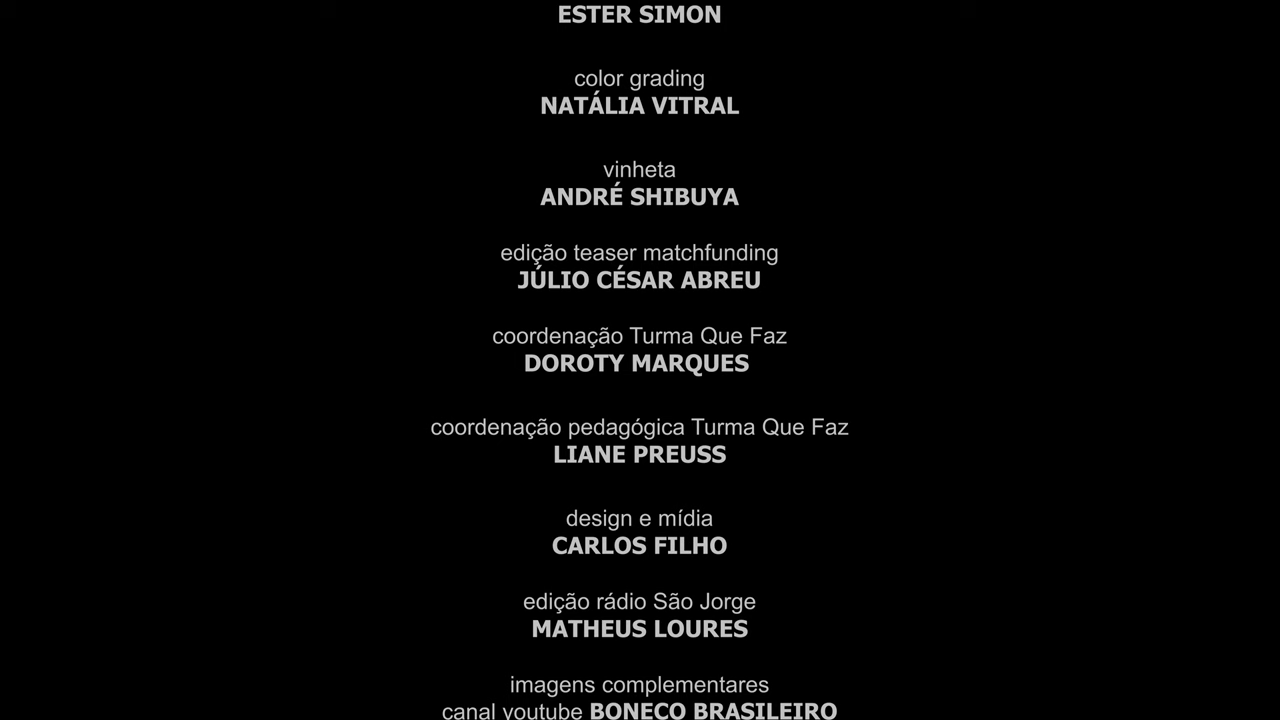 ESTER SIMON
color grading
NATÁLIA VITRAL
vinheta
ANDRÉ SHIBUYA
edição teaser matchfunding
JÚLIO CÉSAR ABREU
coordenação Turma Que Faz
DOROTY MARQUES
coordenação pedagógica Turma Que Faz
LIANE PREUSS
design e mídia
CARLOS FILHO
edição rádio São Jorge
MATHEUS LOURES
imagens complementares
canal youtube BONECO BRASILEIRO